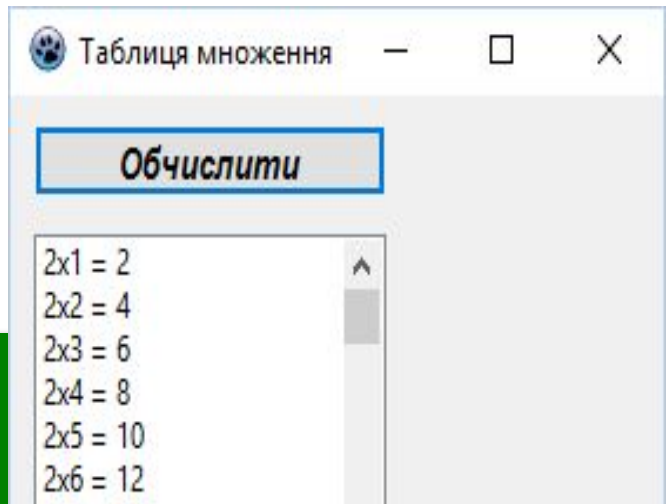 Таблиця множення
Обчислити
2x1 = 2
2x2 = 4
2x3 = 6
2x4 = 8
2x5 = 10
2x6 = 12